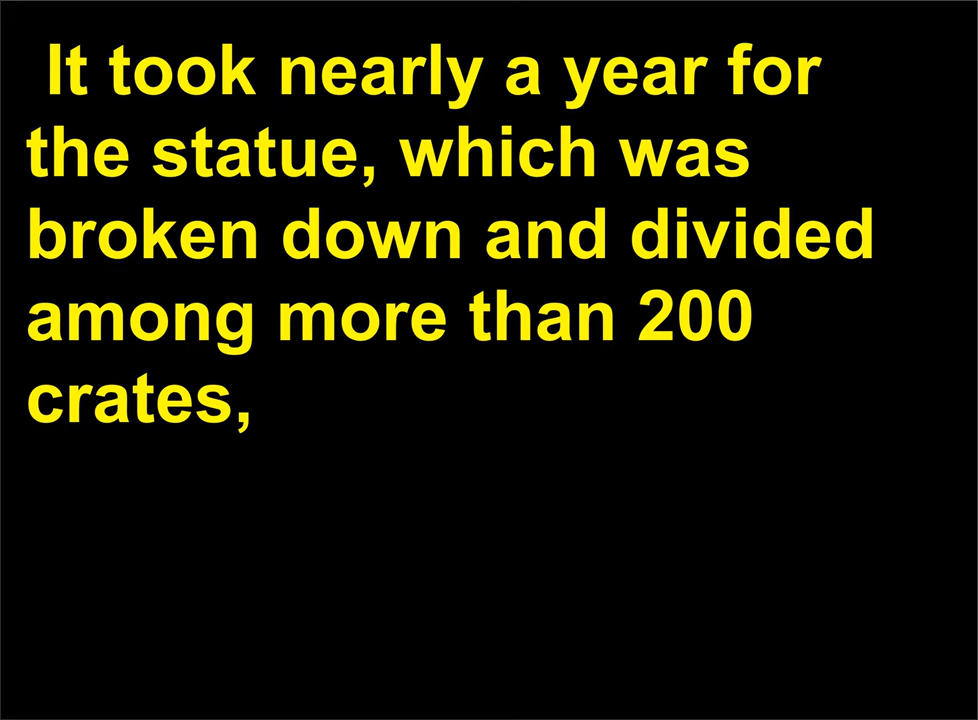 It took nearly a year for
the statue, which was
broken down and divided
among more than 200
crates,